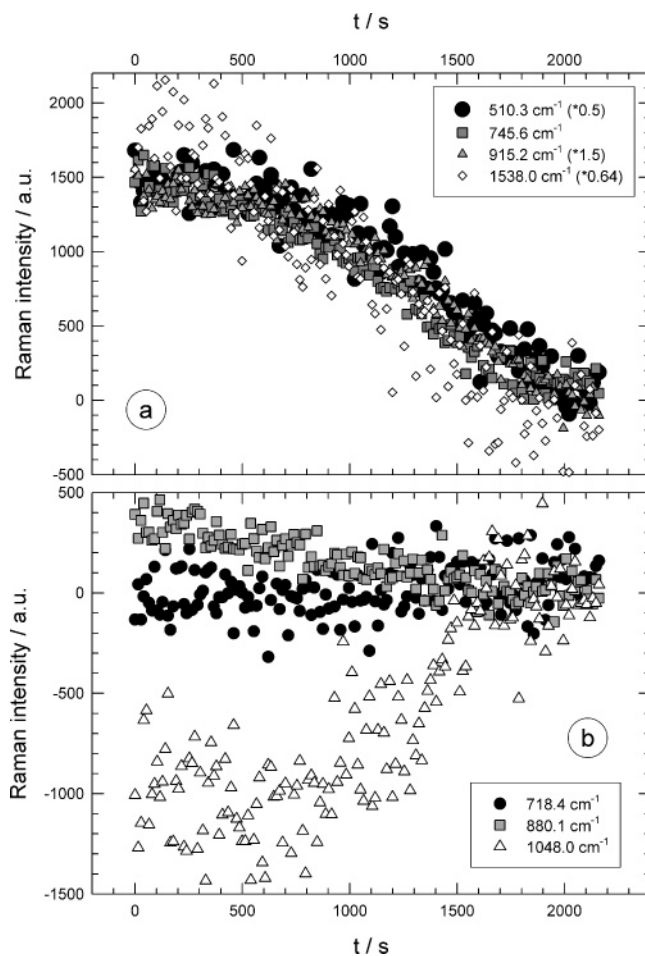 t / s
0 500 1000 1500 2000
2000
1500
1000
500
0
-500
Raman intensity / a.u.
510.3 cm⁻¹ (*0.5)
745.6 cm⁻¹
915.2 cm⁻¹ (*1.5)
1538.0 cm⁻¹ (*0.64)
a
500
0
-500
-1000
-1500
Raman intensity / a.u.
b
718.4 cm⁻¹
880.1 cm⁻¹
1048.0 cm⁻¹
0 500 1000 1500 2000
t / s